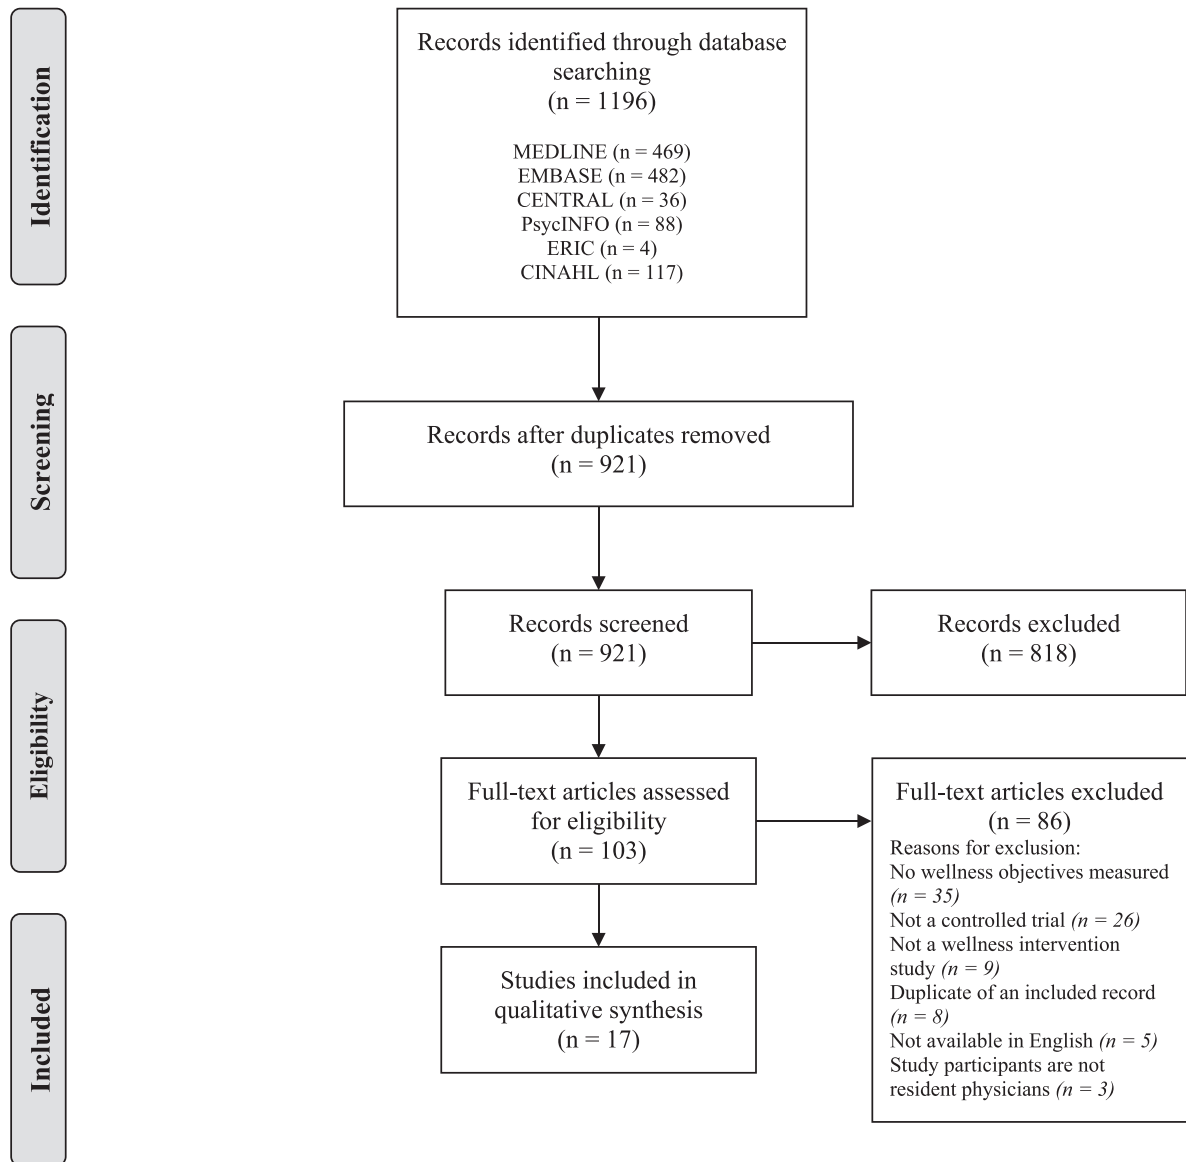 Identification
Records identified through database
searching
(n = 1196)
MEDLINE (n = 469)
EMBASE (n = 482)
CENTRAL (n = 36)
PsycINFO (n = 88)
ERIC (n = 4)
CINAHL (n = 117)
Screening
Records after duplicates removed
(n = 921)
Records screened
(n = 921)
Records excluded
(n = 818)
Eligibility
Full-text articles assessed
for eligibility
(n = 103)
Full-text articles excluded
(n = 86)
Reasons for exclusion:
No wellness objectives measured
(n = 35)
Not a controlled trial (n = 26)
Not a wellness intervention
study (n = 9)
Duplicate of an included record
(n = 8)
Not available in English (n = 5)
Study participants are not
resident physicians (n = 3)
Included
Studies included in
qualitative synthesis
(n = 17)